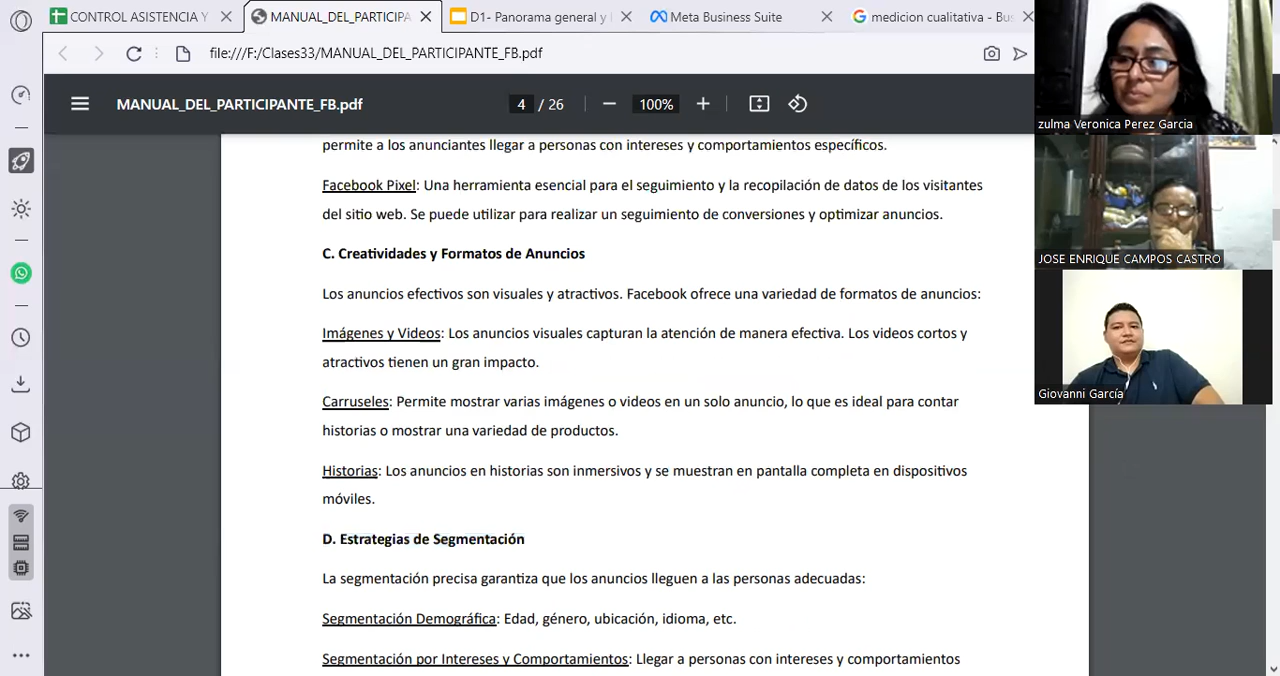 CONTROL ASISTENCIA Y
MANUAL_DEL_PARTICIPA
D1- Panorama general y
Meta Business Suite
medicion cualitativa - Bus
file:///F:/Clases33/MANUAL_DEL_PARTICIPANTE_FB.pdf
MANUAL_DEL_PARTICIPANTE_FB.pdf
4 / 26
100%
permite a los anunciantes llegar a personas con intereses y comportamientos específicos.
Facebook Pixel: Una herramienta esencial para el seguimiento y la recopilación de datos de los visitantes
del sitio web. Se puede utilizar para realizar un seguimiento de conversiones y optimizar anuncios.
C. Creatividades y Formatos de Anuncios
Los anuncios efectivos son visuales y atractivos. Facebook ofrece una variedad de formatos de anuncios:
Imágenes y Videos: Los anuncios visuales capturan la atención de manera efectiva. Los videos cortos y
atractivos tienen un gran impacto.
Carruseles: Permite mostrar varias imágenes o videos en un solo anuncio, lo que es ideal para contar
historias o mostrar una variedad de productos.
Historias: Los anuncios en historias son inmersivos y se muestran en pantalla completa en dispositivos
móviles.
D. Estrategias de Segmentación
La segmentación precisa garantiza que los anuncios lleguen a las personas adecuadas:
Segmentación Demográfica: Edad, género, ubicación, idioma, etc.
Segmentación por Intereses y Comportamientos: Llegar a personas con intereses y comportamientos
zulma Veronica Perez Garcia
JOSE ENRIQUE CAMPOS CASTRO
Giovanni García